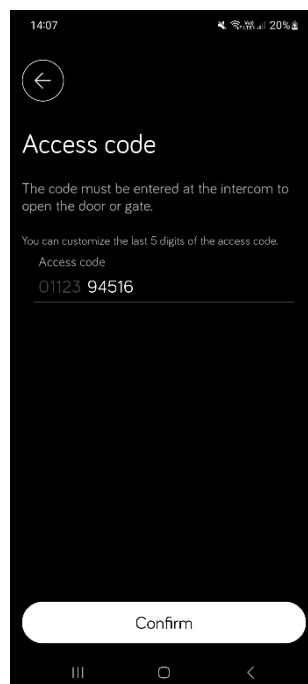 14:07
20%
Access code
The code must be entered at the intercom to
open the door or gate.
You can customize the last 5 digits of the access code.
Access code
01123 94516
Confirm